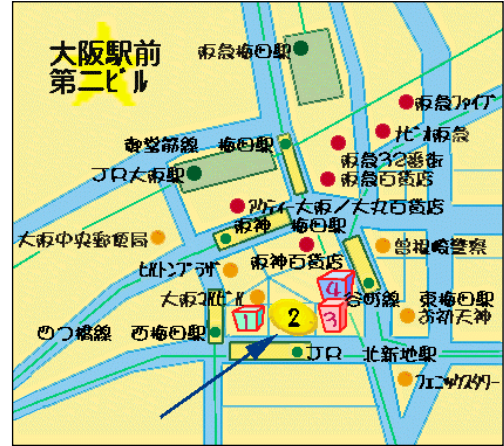 大阪駅前
第二ビル
阪急梅田駅
阪急ファイブ
ナビオ阪急
御堂筋線 梅田駅
阪急32番街
JR大阪駅
阪急百貨店
アクティー大阪/大丸百貨店
阪神 梅田駅
大阪中央郵便局
曽根崎警察
阪神百貨店
ヒルトンプラザ
4
谷町線 東梅田駅
大阪マルビル
1
2
3
お初天神
四つ橋線 西梅田駅
JR 北新地駅
フェニックスタワー